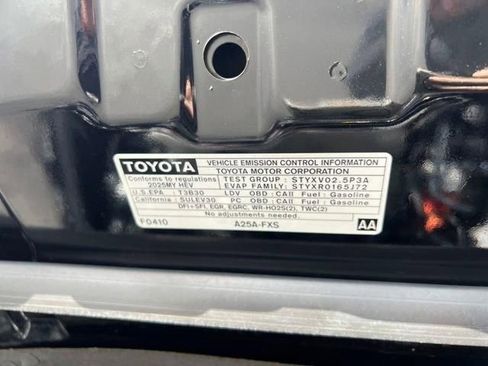 TOYOTA VEHICLE EMISSION CONTROL INFORMATION
TOYOTA MOTOR CORPORATION
Conforms to regulations TEST GROUP : STYXV02.5P3A
2025MY HEV EVAP FAMILY: STYXR0165J72
U.S.EPA : T3B30 LDV OBD:CAII Fuel:Gasoline
California : SULEV30 PC OBD:CAII Fuel:Gasoline
No adjustments needed.
DFI+SFI, EGR, EGRC, WR-HO2S(2), TWC(2)
F0410 A25A-FXS AA